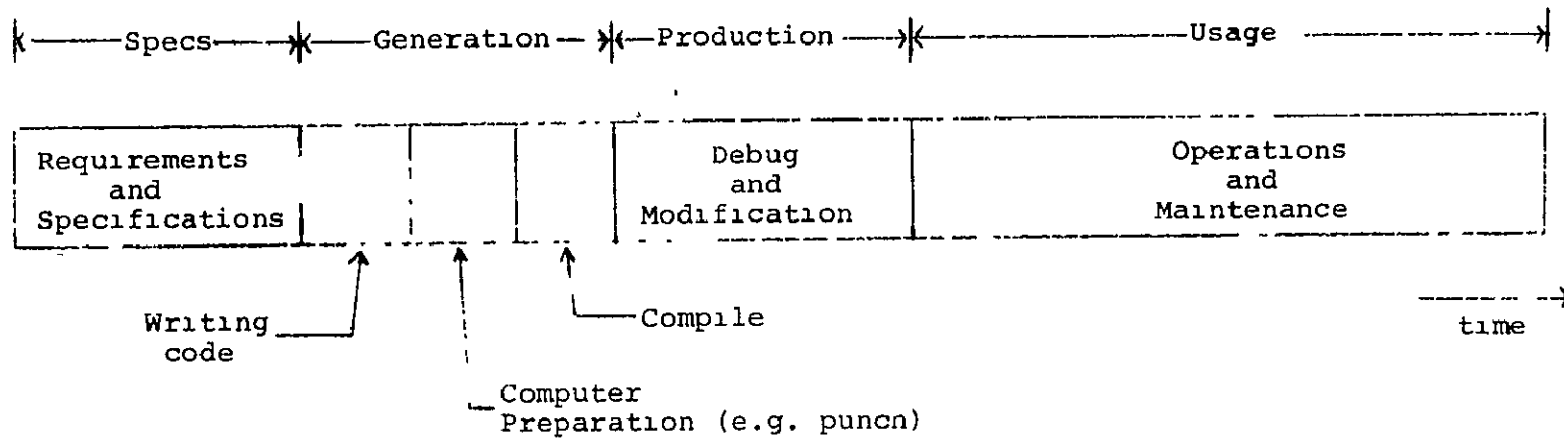 Specs Generation Production Usage
Requirements
and
Specifications
Debug
and
Modification
Operations
and
Maintenance
Writing
code
Compile
time
Computer
Preparation (e.g. puncn)